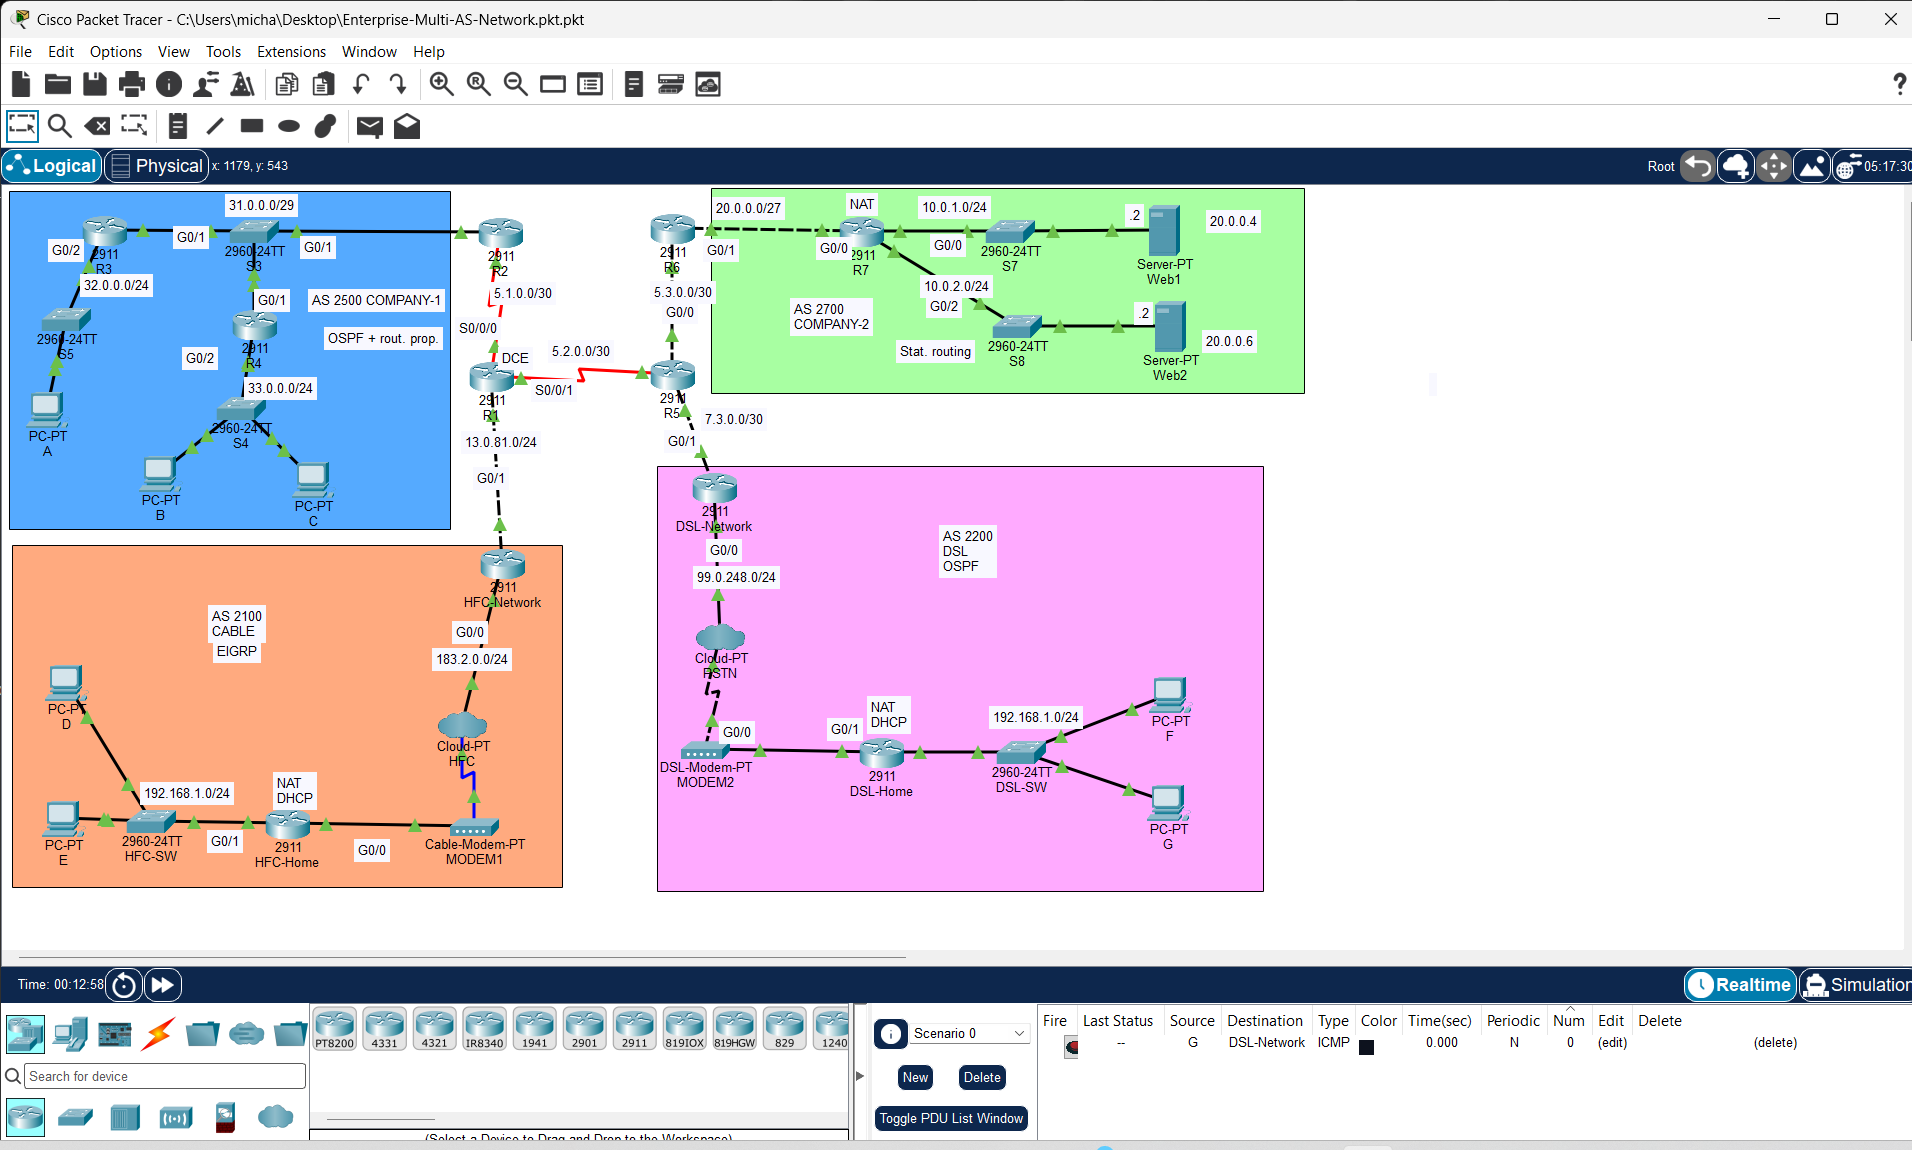 Cisco Packet Tracer - C:\Users\micha\Desktop\Enterprise-Multi-AS-Network.pkt.pkt
File Edit Options View Tools Extensions Window Help
Logical
Physical
x: 1179, y: 543
Root
05:17:30
31.0.0.0/29
G0/2
2911
R3
G0/1
2960-24TT
S3
G0/1
32.0.0.0/24
G0/1
AS 2500 COMPANY-1
OSPF + rout. prop.
2960-24TT
S5
2911
R4
G0/2
33.0.0.0/24
2960-24TT
S4
PC-PT
A
PC-PT
B
PC-PT
C
2911
R2
5.1.0.0/30
S0/0/0
DCE
5.2.0.0/30
S0/0/1
2911
R1
13.0.81.0/24
G0/1
2911
R6
5.3.0.0/30
G0/0
2911
R5
7.3.0.0/30
G0/1
20.0.0.0/27
G0/1
NAT
G0/0
2911
R7
10.0.1.0/24
G0/0
2960-24TT
S7
.2
20.0.0.4
Server-PT
Web1
10.0.2.0/24
G0/2
AS 2700
COMPANY-2
Stat. routing
2960-24TT
S8
.2
20.0.0.6
Server-PT
Web2
2911
HFC-Network
AS 2100
CABLE
EIGRP
G0/0
183.2.0.0/24
Cloud-PT
HFC
PC-PT
D
192.168.1.0/24
NAT
DHCP
PC-PT
E
2960-24TT
HFC-SW
G0/1
2911
HFC-Home
G0/0
Cable-Modem-PT
MODEM1
2911
DSL-Network
G0/0
99.0.248.0/24
AS 2200
DSL
OSPF
Cloud-PT
PSTN
G0/0
DSL-Modem-PT
MODEM2
G0/1
NAT
DHCP
2911
DSL-Home
192.168.1.0/24
2960-24TT
DSL-SW
PC-PT
F
PC-PT
G
Time: 00:12:58
Realtime
Simulation
PT8200 4331 4321 IR8340 1941 2901 2911 819IOX 819HGW 829 1240
Search for device
(Select a Device to Drag and Drop to the Workspace)
Scenario 0
New
Delete
Toggle PDU List Window
Fire Last Status Source Destination Type Color Time(sec) Periodic Num Edit Delete
-- G DSL-Network ICMP 0.000 N 0 (edit) (delete)